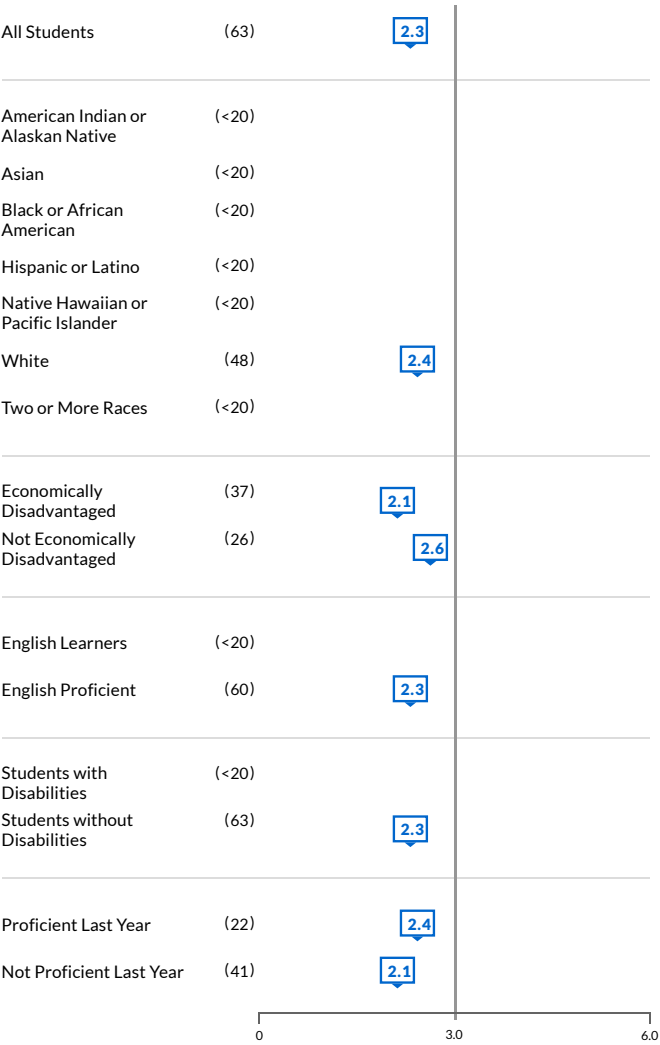 All Students (63) 2.3
American Indian or
Alaskan Native (<20)
Asian (<20)
Black or African
American (<20)
Hispanic or Latino (<20)
Native Hawaiian or
Pacific Islander (<20)
White (48) 2.4
Two or More Races (<20)
Economically
Disadvantaged (37) 2.1
Not Economically
Disadvantaged (26) 2.6
English Learners (<20)
English Proficient (60) 2.3
Students with
Disabilities (<20)
Students without
Disabilities (63) 2.3
Proficient Last Year (22) 2.4
Not Proficient Last Year (41) 2.1
0 3.0 6.0